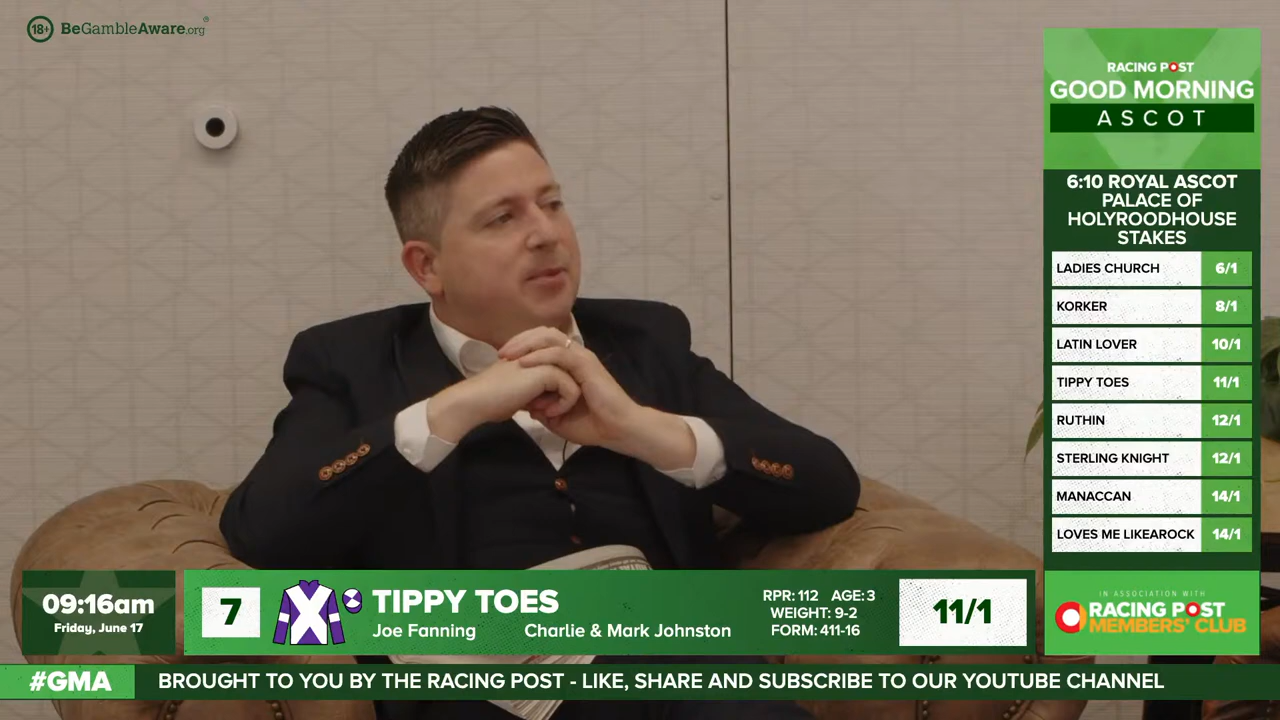 18+ BeGambleAware.org®
RACING POST
GOOD MORNING
ASCOT
6:10 ROYAL ASCOT
PALACE OF
HOLYROODHOUSE
STAKES
LADIES CHURCH 6/1
KORKER 8/1
LATIN LOVER 10/1
TIPPY TOES 11/1
RUTHIN 12/1
STERLING KNIGHT 12/1
MANACCAN 14/1
LOVES ME LIKEAROCK 14/1
IN ASSOCIATION WITH
RACING POST
MEMBERS' CLUB
09:16am
Friday, June 17
7
TIPPY TOES
Joe Fanning Charlie & Mark Johnston
RPR: 112 AGE: 3
WEIGHT: 9-2
FORM: 411-16
11/1
#GMA BROUGHT TO YOU BY THE RACING POST - LIKE, SHARE AND SUBSCRIBE TO OUR YOUTUBE CHANNEL